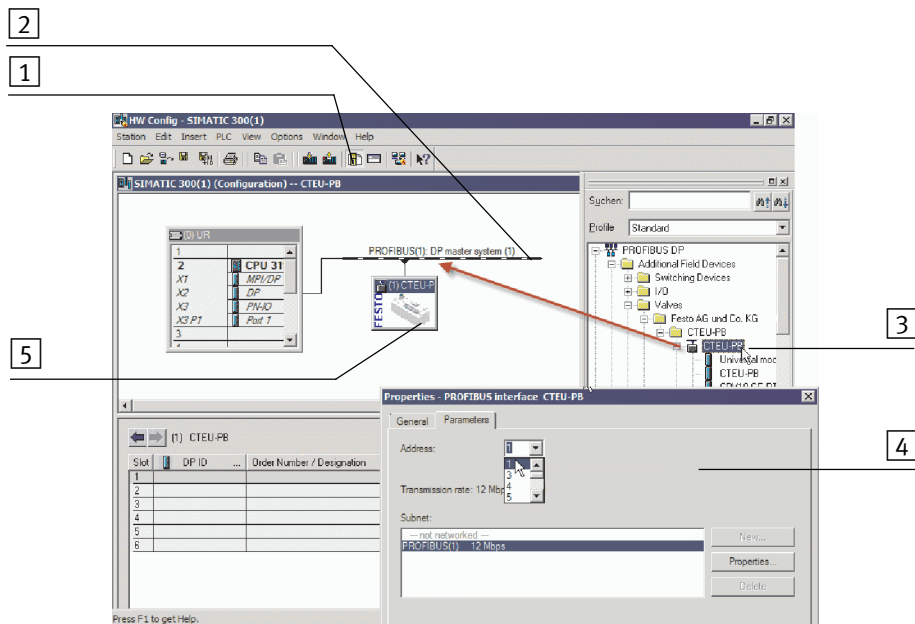 2
1
HW Config - SIMATIC 300(1)
Station Edit Insert PLC View Options Window Help
SIMATIC 300(1) (Configuration) -- CTEU-PB
Suchen:
Profile Standard
(0) UR
1
2 CPU 31
X1 MPI/DP
X2 DP
X3 PN-IO
X3 P1 Port 1
3
PROFIBUS(1): DP master system (1)
(1) CTEU-P
FESTO
PROFIBUS DP
Additional Field Devices
Switching Devices
I/O
Valves
Festo AG und Co. KG
CTEU-PB
CTEU-PB
Universal moc
CTEU-PB
3
5
Properties - PROFIBUS interface CTEU-PB
General Parameters
Address: 1
1
3
4
5
Transmission rate: 12 Mbp
Subnet:
--- not networked ---
PROFIBUS(1) 12 Mbps
New...
Properties...
Delete
4
(1) CTEU-PB
Slot DP ID ... Order Number / Designation
1
2
3
4
5
6
Press F1 to get Help.